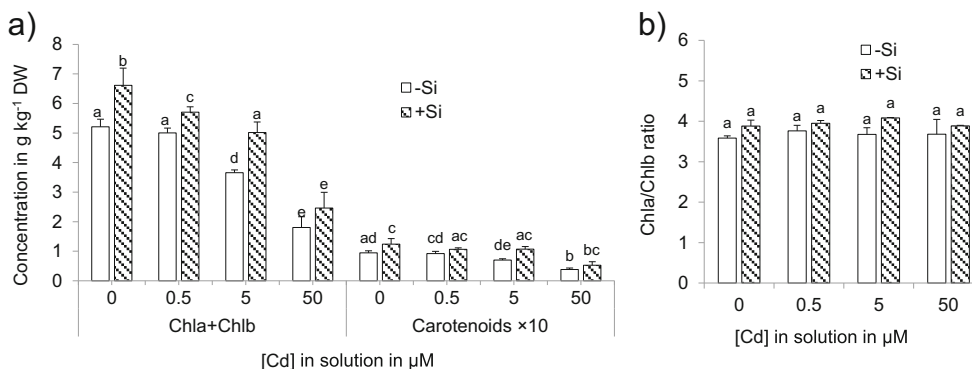 a)
8
7
6
5
4
3
2
1
0
Concentration in g kg-1 DW
-Si
+Si
a b a c d a e e ad c cd ac de ac b bc
0 0.5 5 50 0 0.5 5 50
Chla+Chlb Carotenoids ×10
[Cd] in solution in µM
b)
6
5
4
3
2
1
0
Chla/Chlb ratio
-Si
+Si
a a a a a a a a
0 0.5 5 50
[Cd] in solution in µM